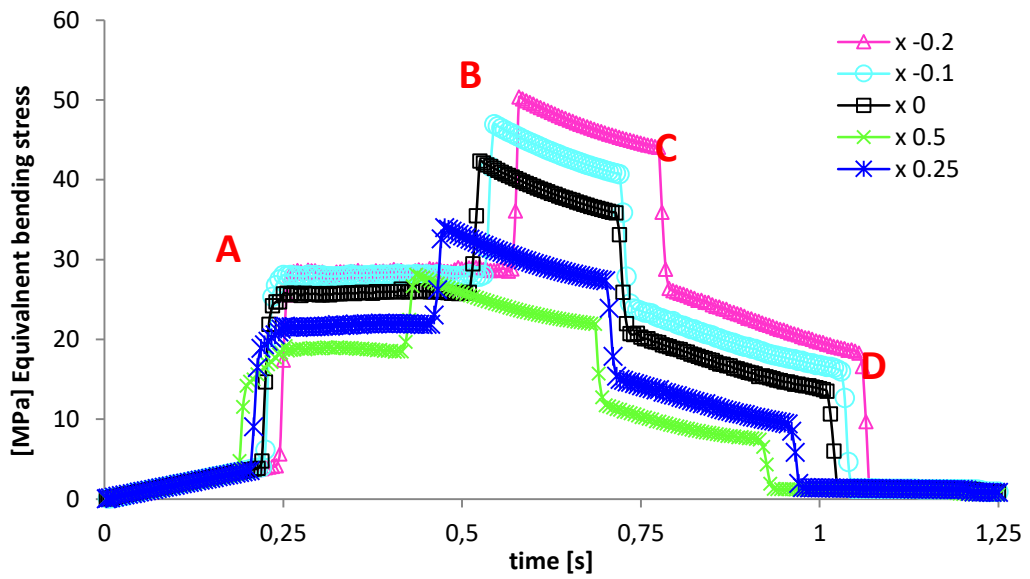 60
50
40
30
20
10
0
[MPa] Equivalnent bending stress
A
B
C
D
x -0.2
x -0.1
x 0
x 0.5
x 0.25
0
0,25
0,5
0,75
1
1,25
time [s]